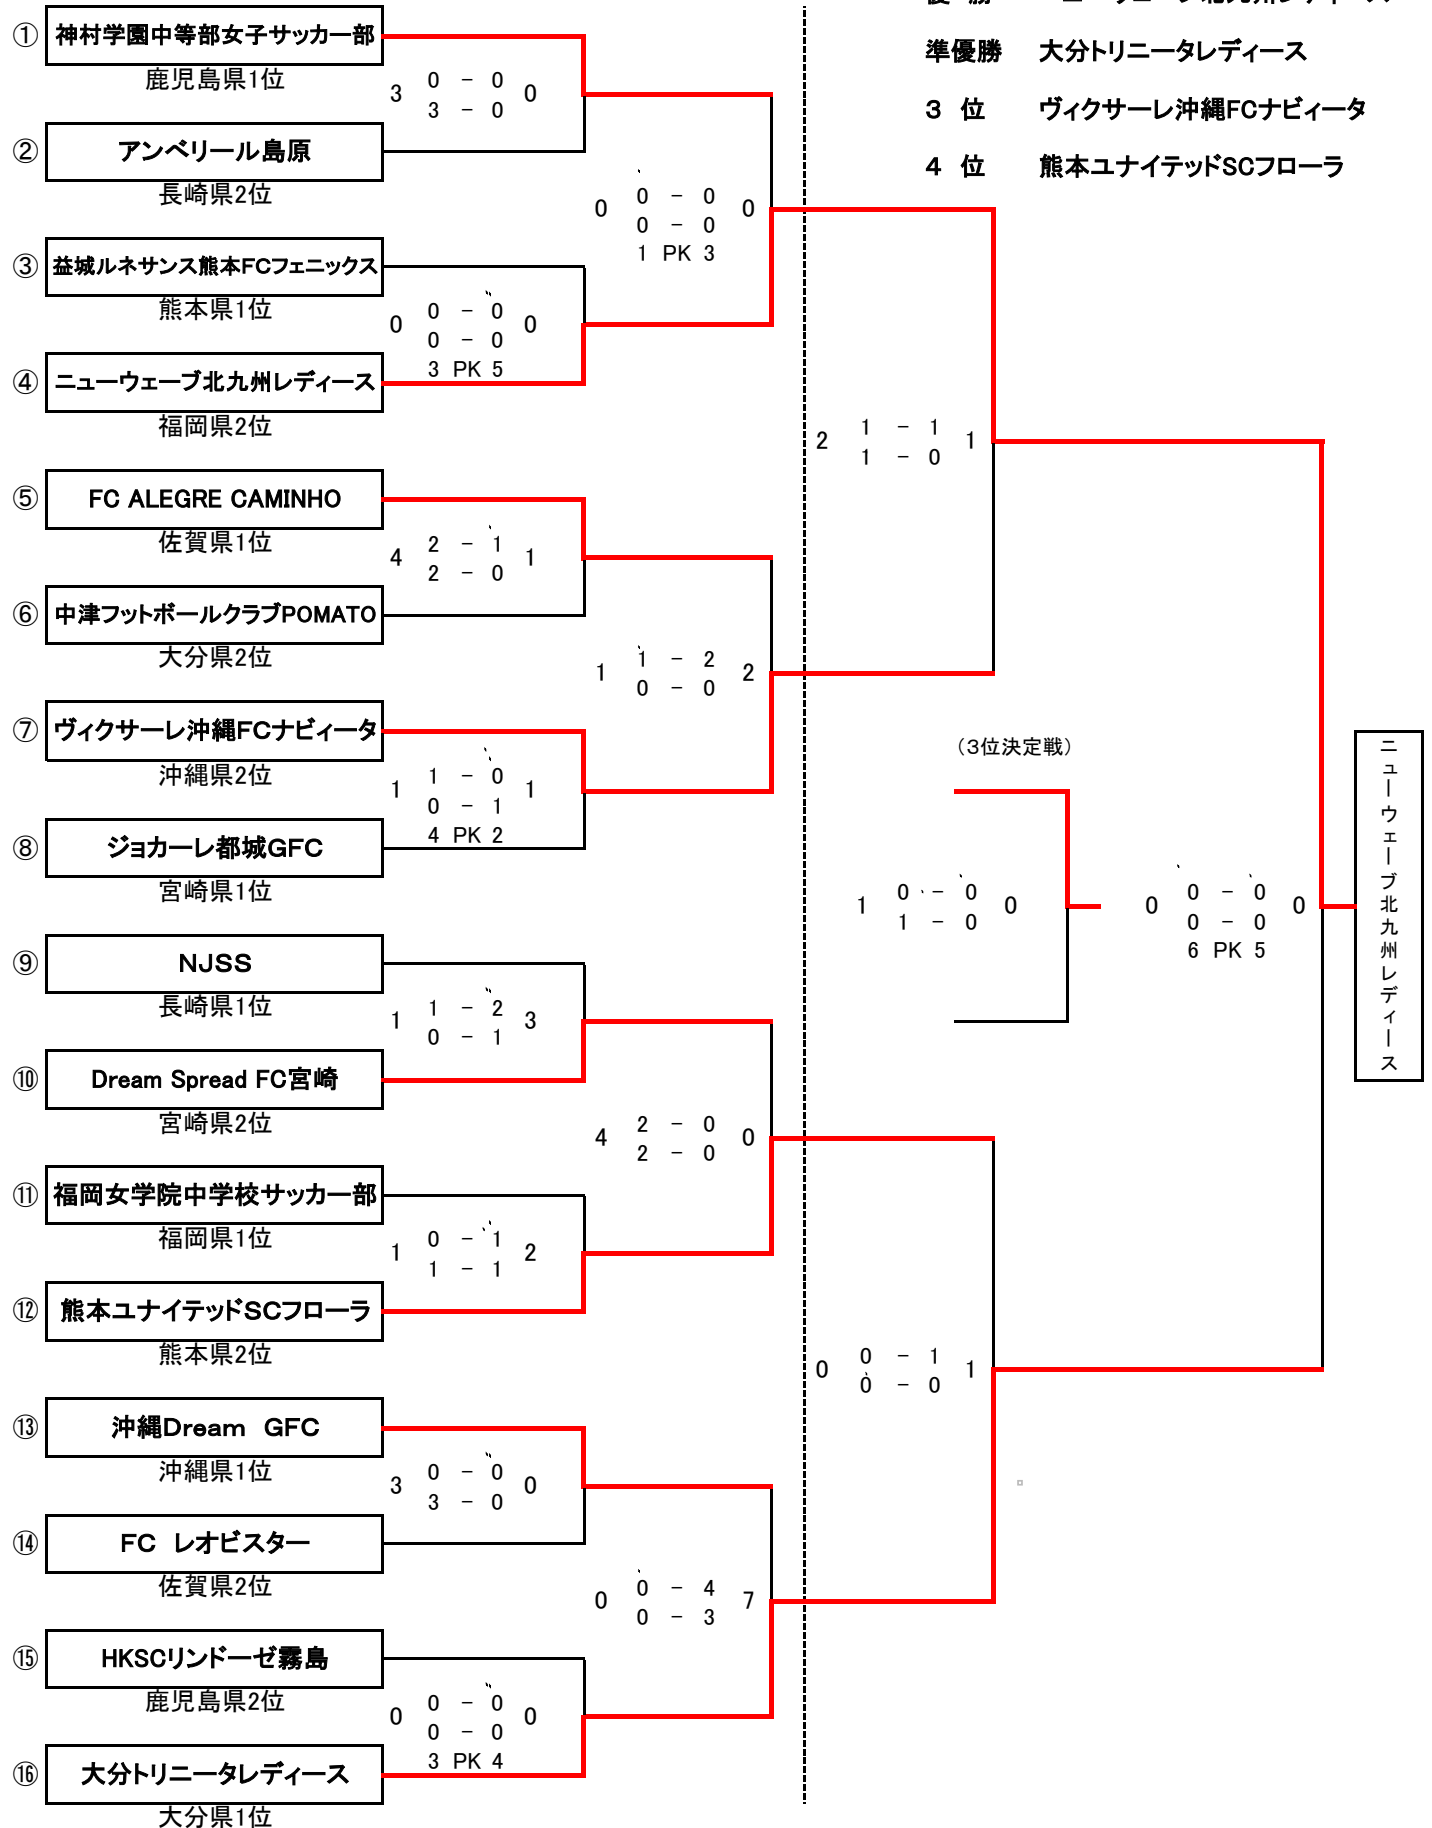 準優勝 大分トリニータレディース
3 位 ヴィクサーレ沖縄FCナビィータ
4 位 熊本ユナイテッドSCフローラ
① 神村学園中等部女子サッカー部
鹿児島県1位
3 0 - 0 0
3 - 0
② アンベリール島原
長崎県2位
0 0 - 0 0
0 - 0
1 PK 3
③ 益城ルネサンス熊本FCフェニックス
熊本県1位
0 0 - 0 0
0 - 0
3 PK 5
④ ニューウェーブ北九州レディース
福岡県2位
2 1 - 1 1
1 - 0
⑤ FC ALEGRE CAMINHO
佐賀県1位
4 2 - 1 1
2 - 0
⑥ 中津フットボールクラブPOMATO
大分県2位
1 1 - 2 2
0 - 0
⑦ ヴィクサーレ沖縄FCナビィータ
沖縄県2位
1 1 - 0 1
0 - 1
4 PK 2
⑧ ジョカーレ都城GFC
宮崎県1位
(3位決定戦)
1 0 - 0 0
1 - 0
0 0 - 0 0
0 - 0
6 PK 5
ニューウェーブ北九州レディース
⑨ NJSS
長崎県1位
1 1 - 2 3
0 - 1
⑩ Dream Spread FC宮崎
宮崎県2位
4 2 - 0 0
2 - 0
⑪ 福岡女学院中学校サッカー部
福岡県1位
1 0 - 1 2
1 - 1
⑫ 熊本ユナイテッドSCフローラ
熊本県2位
0 0 - 1 1
0 - 0
⑬ 沖縄Dream GFC
沖縄県1位
3 0 - 0 0
3 - 0
⑭ FC レオビスター
佐賀県2位
0 0 - 4 7
0 - 3
⑮ HKSCリンドーゼ霧島
鹿児島県2位
0 0 - 0 0
0 - 0
3 PK 4
⑯ 大分トリニータレディース
大分県1位